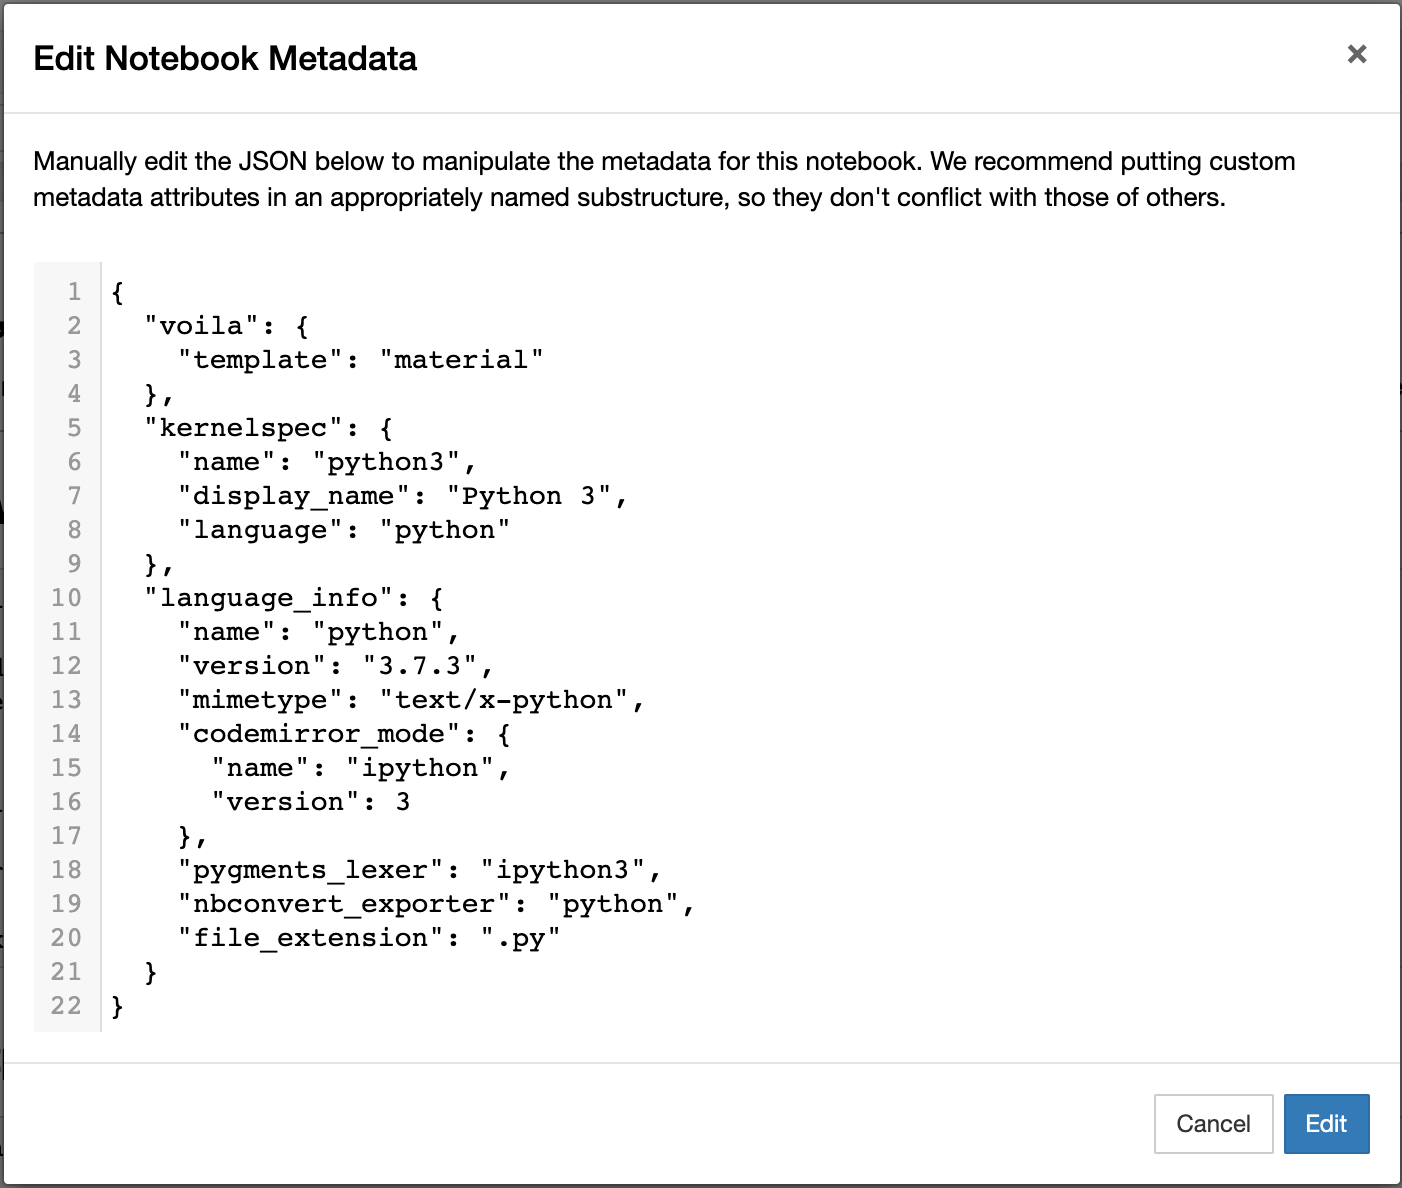 Edit Notebook Metadata
×
Manually edit the JSON below to manipulate the metadata for this notebook. We recommend putting custom
metadata attributes in an appropriately named substructure, so they don't conflict with those of others.
1 {
2   "voila": {
3     "template": "material"
4   },
5   "kernelspec": {
6     "name": "python3",
7     "display_name": "Python 3",
8     "language": "python"
9   },
10   "language_info": {
11     "name": "python",
12     "version": "3.7.3",
13     "mimetype": "text/x-python",
14     "codemirror_mode": {
15       "name": "ipython",
16       "version": 3
17     },
18     "pygments_lexer": "ipython3",
19     "nbconvert_exporter": "python",
20     "file_extension": ".py"
21   }
22 }
Cancel
Edit